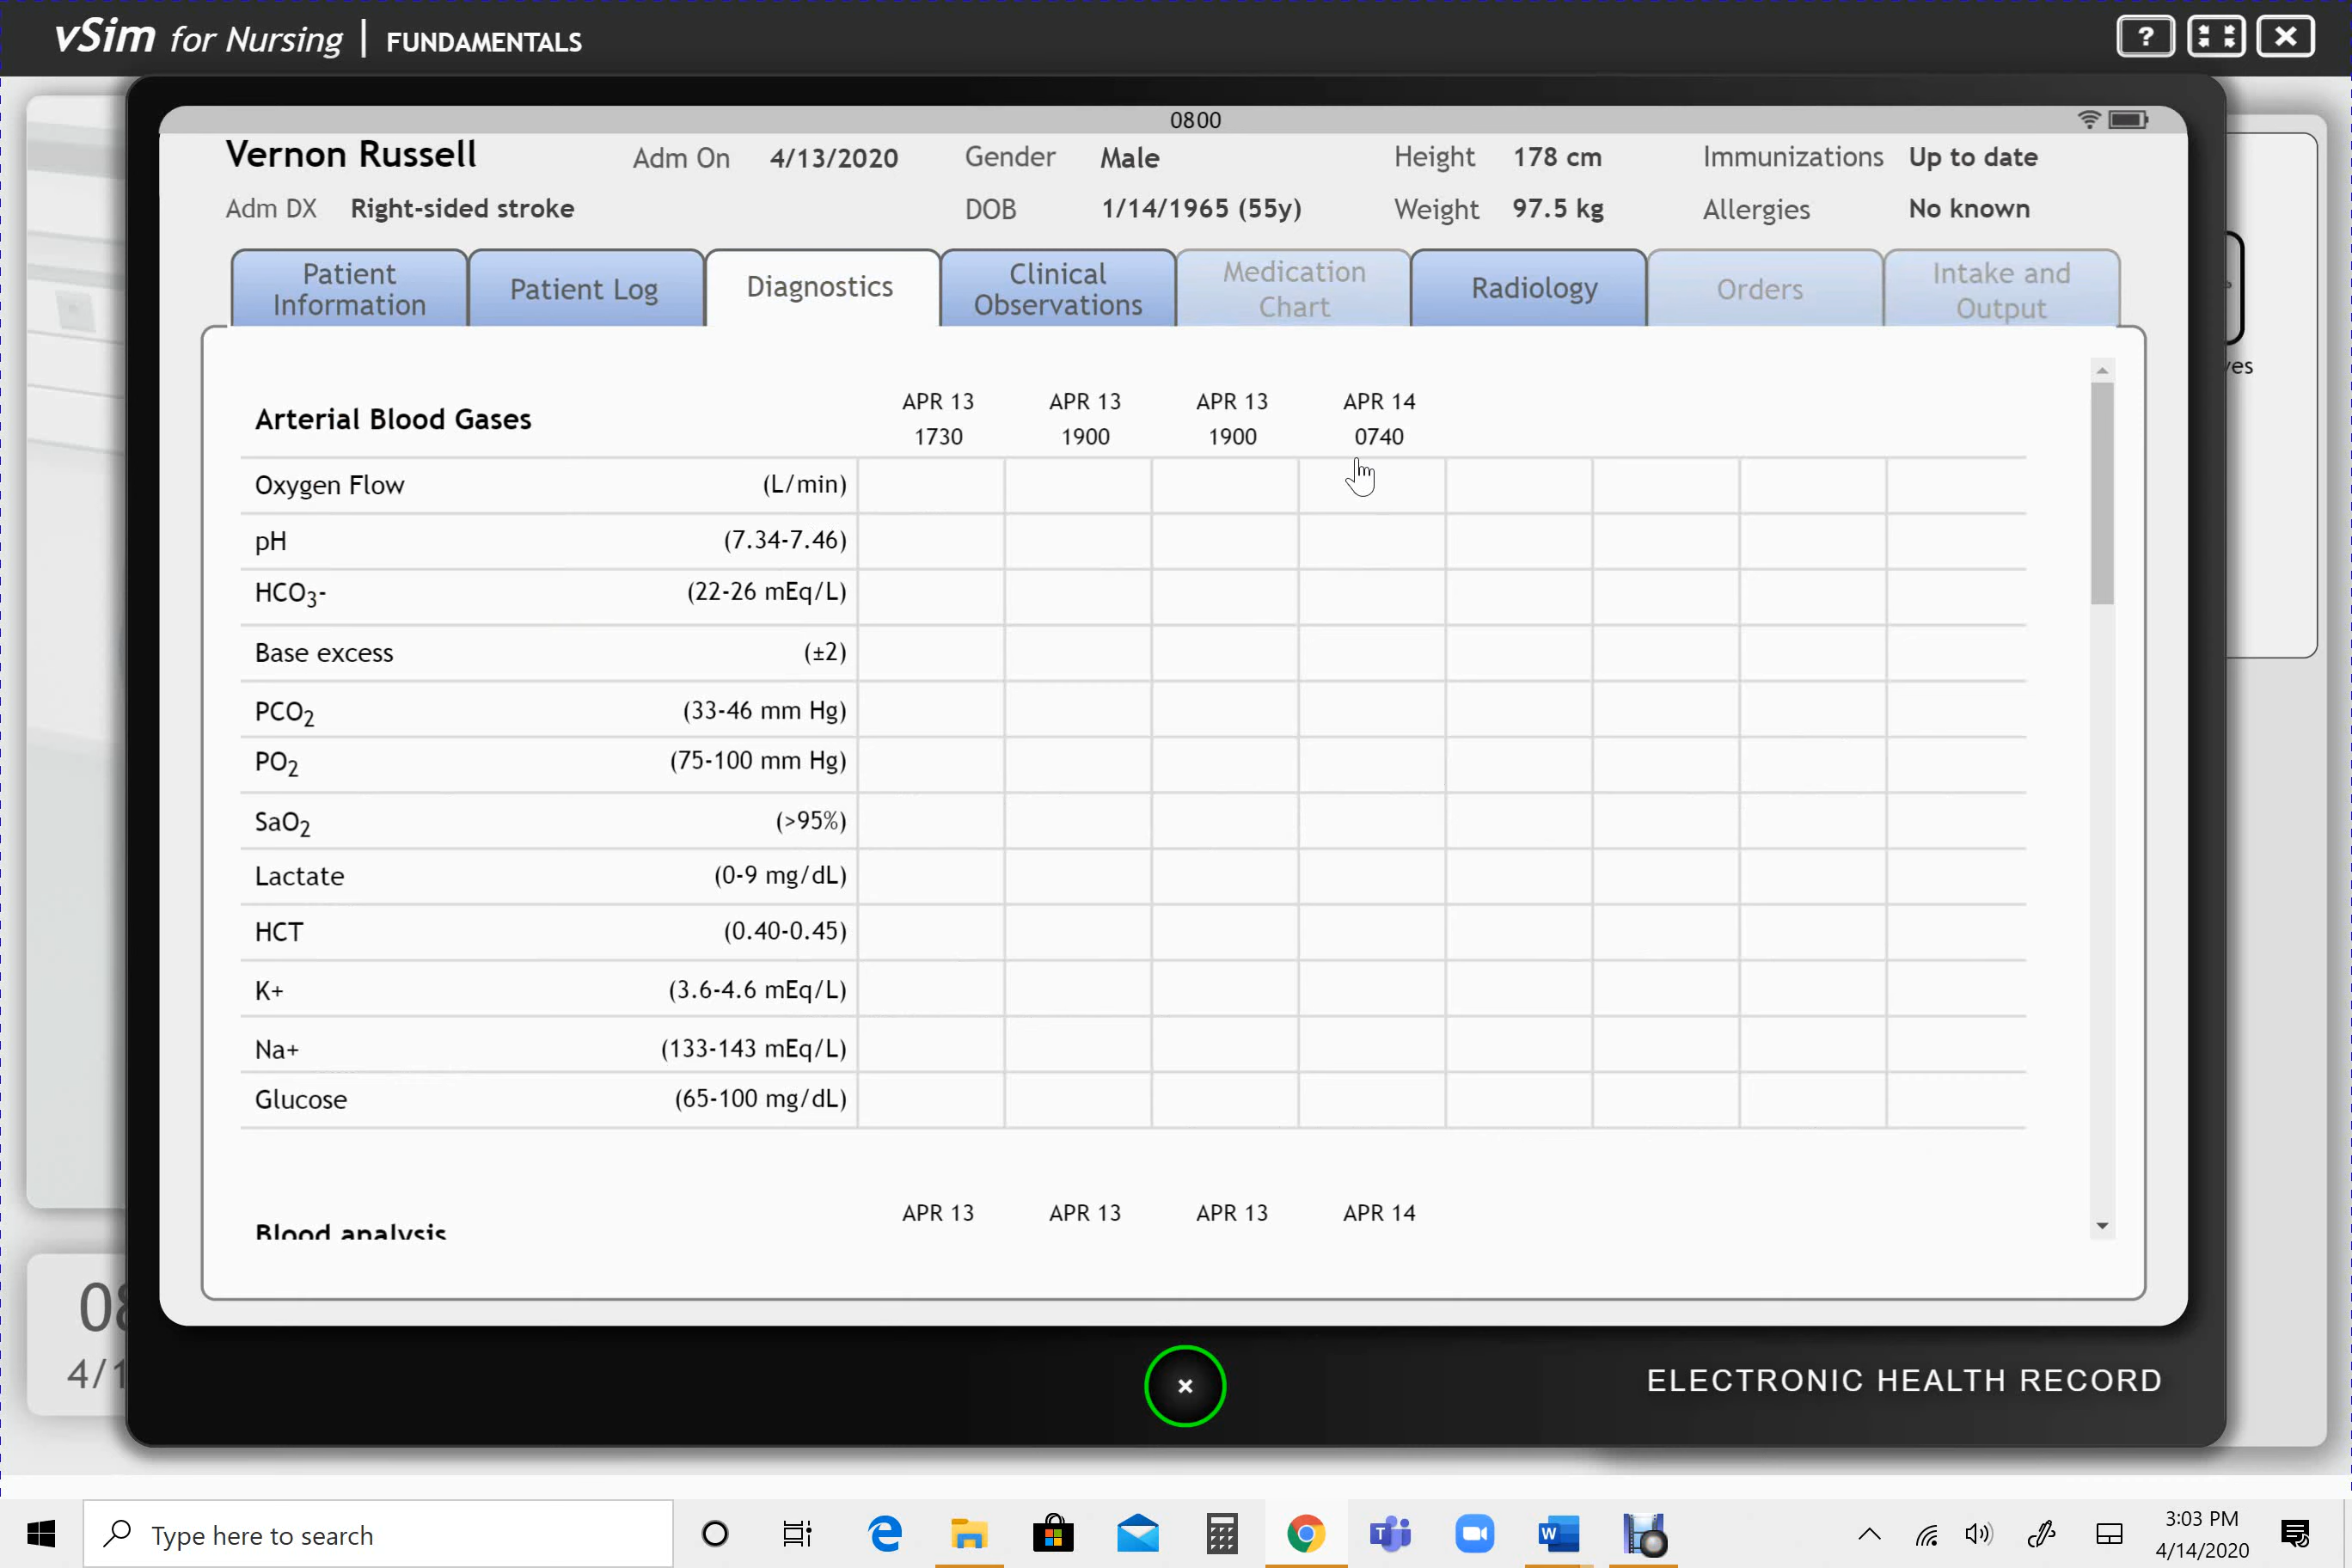 vSim for Nursing | FUNDAMENTALS
?
0800
Vernon Russell Adm On 4/13/2020 Gender Male Height 178 cm Immunizations Up to date
Adm DX Right-sided stroke DOB 1/14/1965 (55y) Weight 97.5 kg Allergies No known
Patient Information
Patient Log
Diagnostics
Clinical Observations
Medication Chart
Radiology
Orders
Intake and Output
APR 13 APR 13 APR 13 APR 14
Arterial Blood Gases
1730 1900 1900 0740
Oxygen Flow (L/min)
pH (7.34-7.46)
HCO3- (22-26 mEq/L)
Base excess (±2)
PCO2 (33-46 mm Hg)
PO2 (75-100 mm Hg)
SaO2 (>95%)
Lactate (0-9 mg/dL)
HCT (0.40-0.45)
K+ (3.6-4.6 mEq/L)
Na+ (133-143 mEq/L)
Glucose (65-100 mg/dL)
APR 13 APR 13 APR 13 APR 14
Blood analysis
ELECTRONIC HEALTH RECORD
Type here to search
3:03 PM
4/14/2020